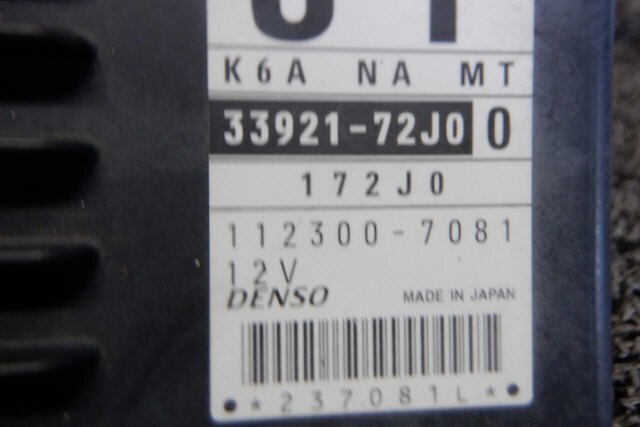 K6A NA MT
33921-72J0 0
172J0
112300-7081
12V
DENSO MADE IN JAPAN
*237081L*